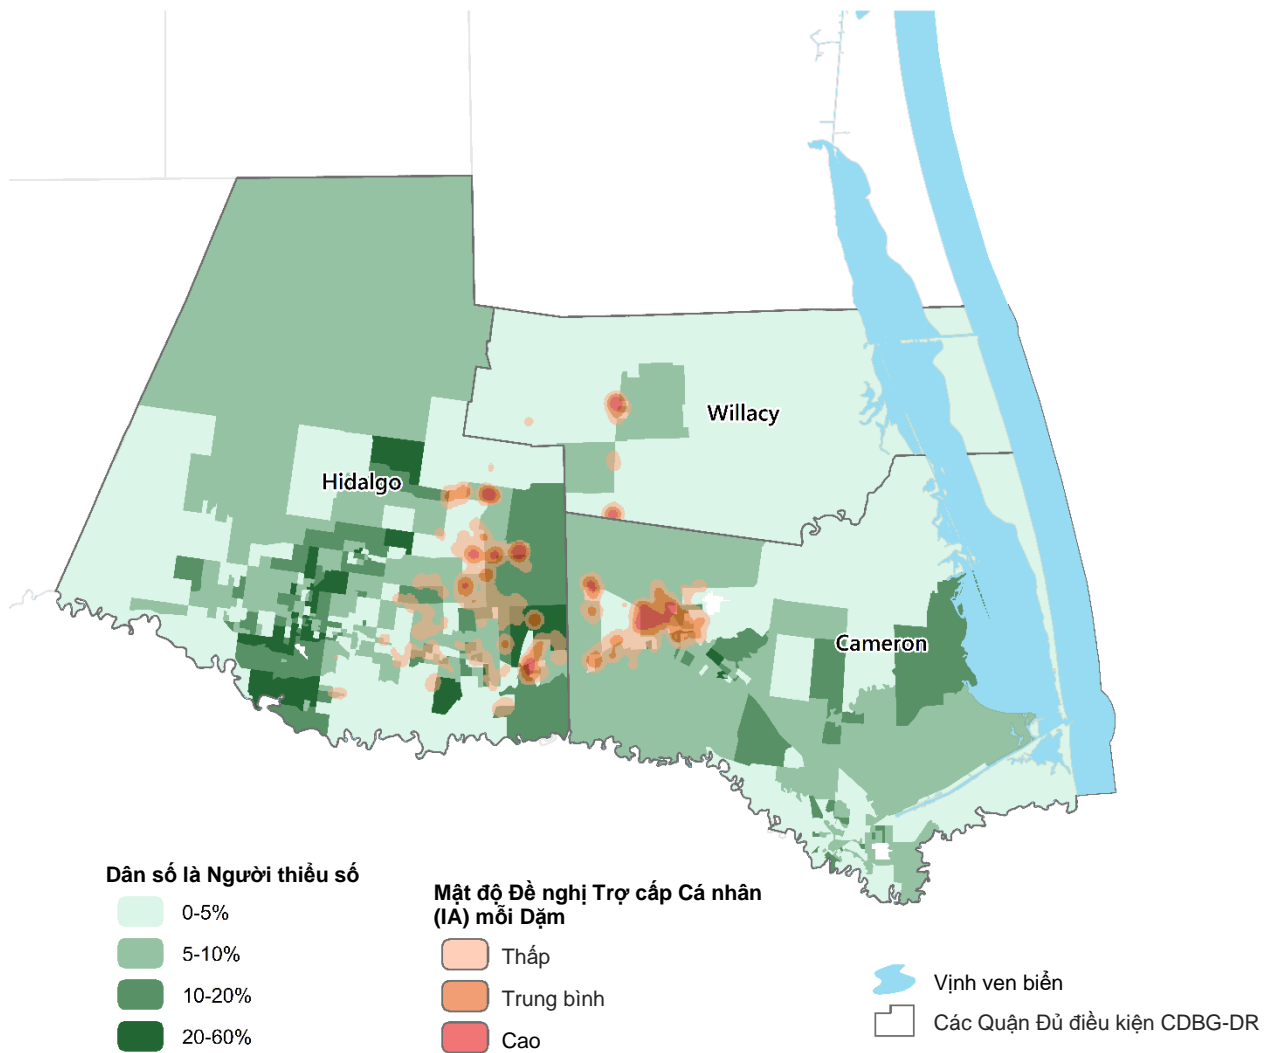 Willacy
Hidalgo
Cameron
Dân số là Người thiểu số
0-5%
5-10%
10-20%
20-60%
Mật độ Đề nghị Trợ cấp Cá nhân
(IA) mỗi Dặm
Thấp
Trung bình
Cao
Vịnh ven biển
Các Quận Đủ điều kiện CDBG-DR